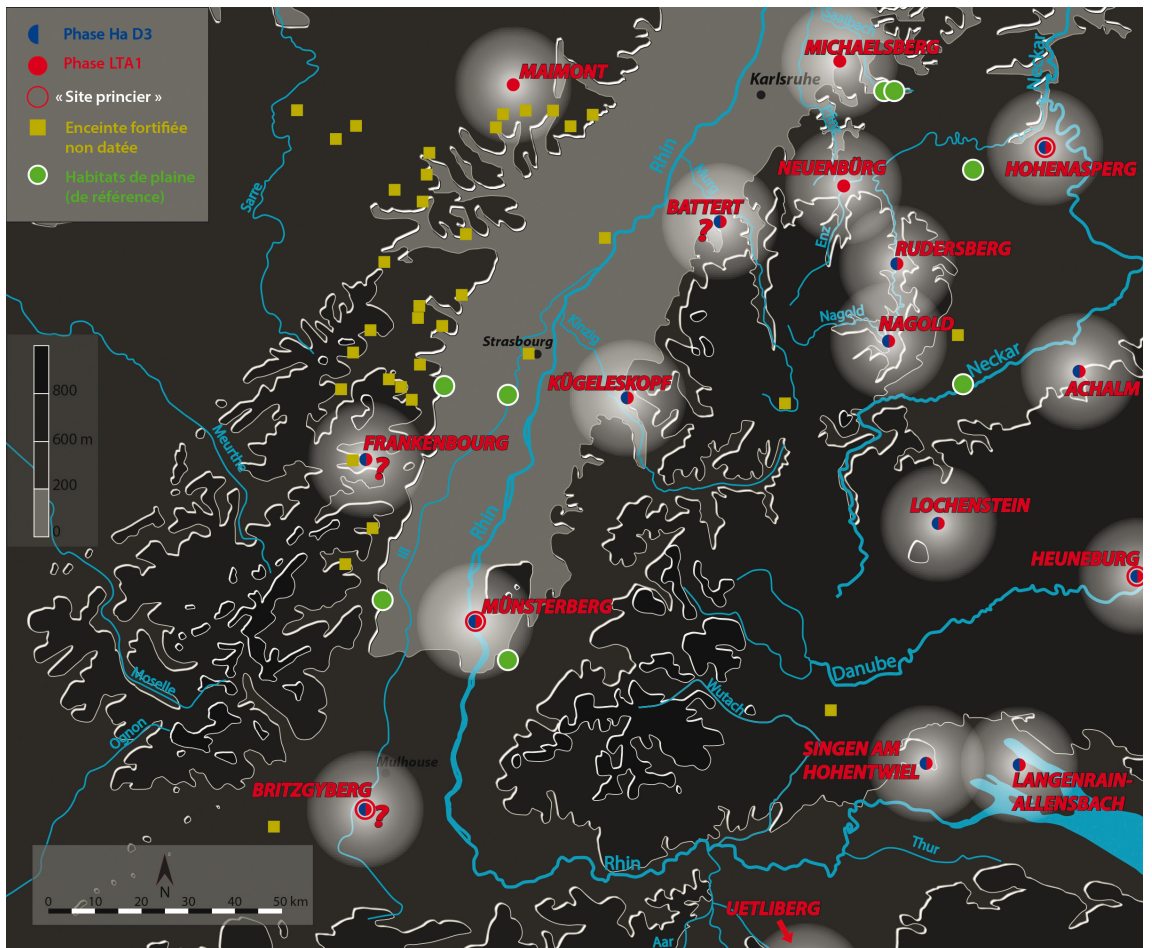 Phase Ha D3
Phase LTA1
« Site princier »
Enceinte fortifiée
non datée
Habitats de plaine
(de référence)
MAIMONT
MICHAELSBERG
Karlsruhe
Neckar
HOHENASPERG
NEUENBÜRG
Rhin
Murg
BATTERT
?
Enz
RUDERSBERG
Sarre
Nagold
NAGOLD
Neckar
ACHALM
Kinzig
Strasbourg
KÜGELESKOPF
800
600 m
200
0
Meurthe
FRANKENBOURG
?
LOCHENSTEIN
Rhin
Ill
HEUNEBURG
MÜNSTERBERG
Danube
Moselle
Wutach
Ognon
SINGEN AM
HOHENTWIEL
LANGENRAIN-
ALLENSBACH
Mulhouse
BRITZGYBERG
?
Rhin
Thur
N
0 10 20 30 40 50 km
UETLIBERG
Aar